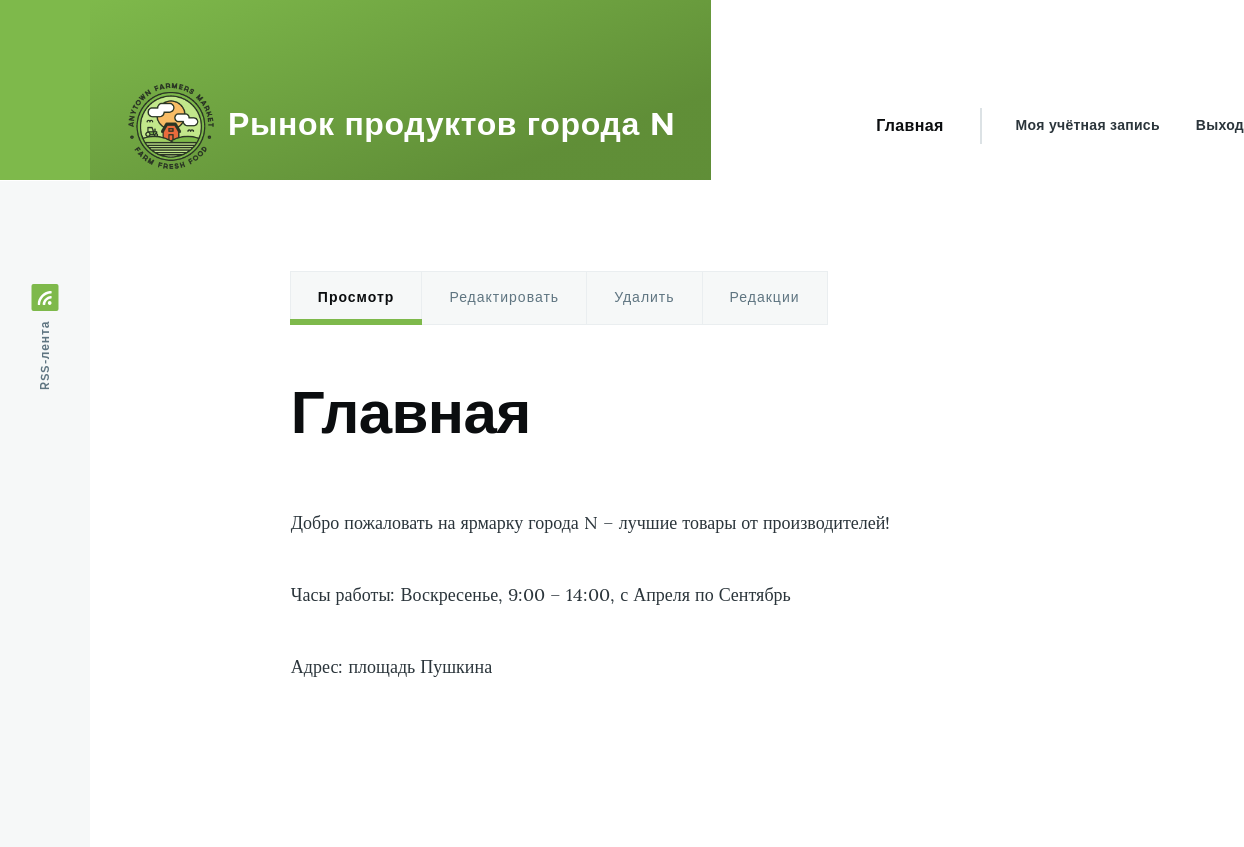 ANYTOWN FARMERS MARKET
FARM FRESH FOOD
Рынок продуктов города N
Главная
Моя учётная запись
Выход
RSS-лента
Просмотр
Редактировать
Удалить
Редакции
Главная
Добро пожаловать на ярмарку города N – лучшие товары от производителей!
Часы работы: Воскресенье, 9:00 – 14:00, с Апреля по Сентябрь
Адрес: площадь Пушкина